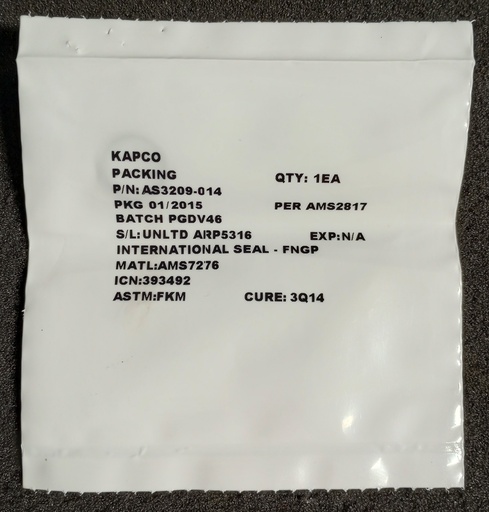 KAPCO
PACKING QTY: 1EA
P/N: AS3209-014
PKG 01/2015 PER AMS2817
BATCH PGDV46
S/L: UNLTD ARP5316 EXP:N/A
INTERNATIONAL SEAL - FNGP
MATL:AMS7276
ICN:393492
ASTM:FKM CURE: 3Q14